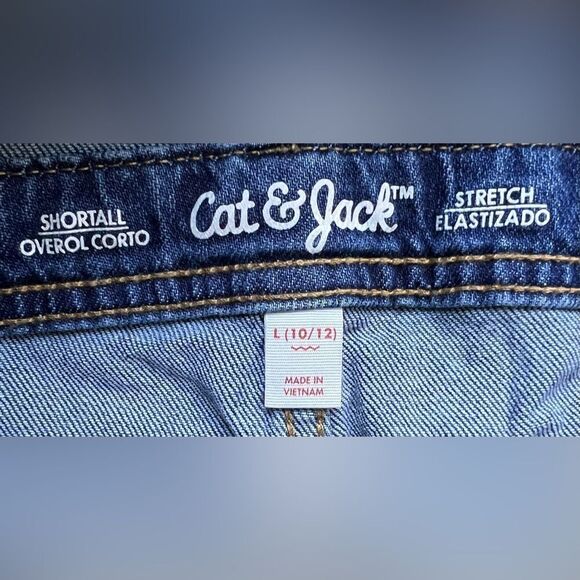 SHORTALL
OVEROL CORTO
Cat & Jack™
STRETCH
ELASTIZADO
L (10/12)
MADE IN
VIETNAM